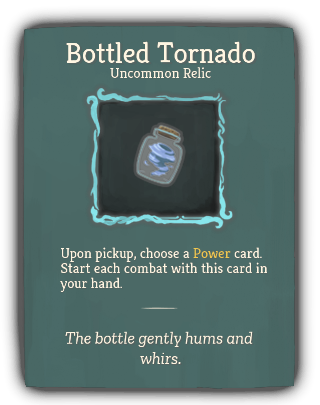 Bottled Tornado
Uncommon Relic
Upon pickup, choose a Power card.
Start each combat with this card in
your hand.
The bottle gently hums and
whirs.